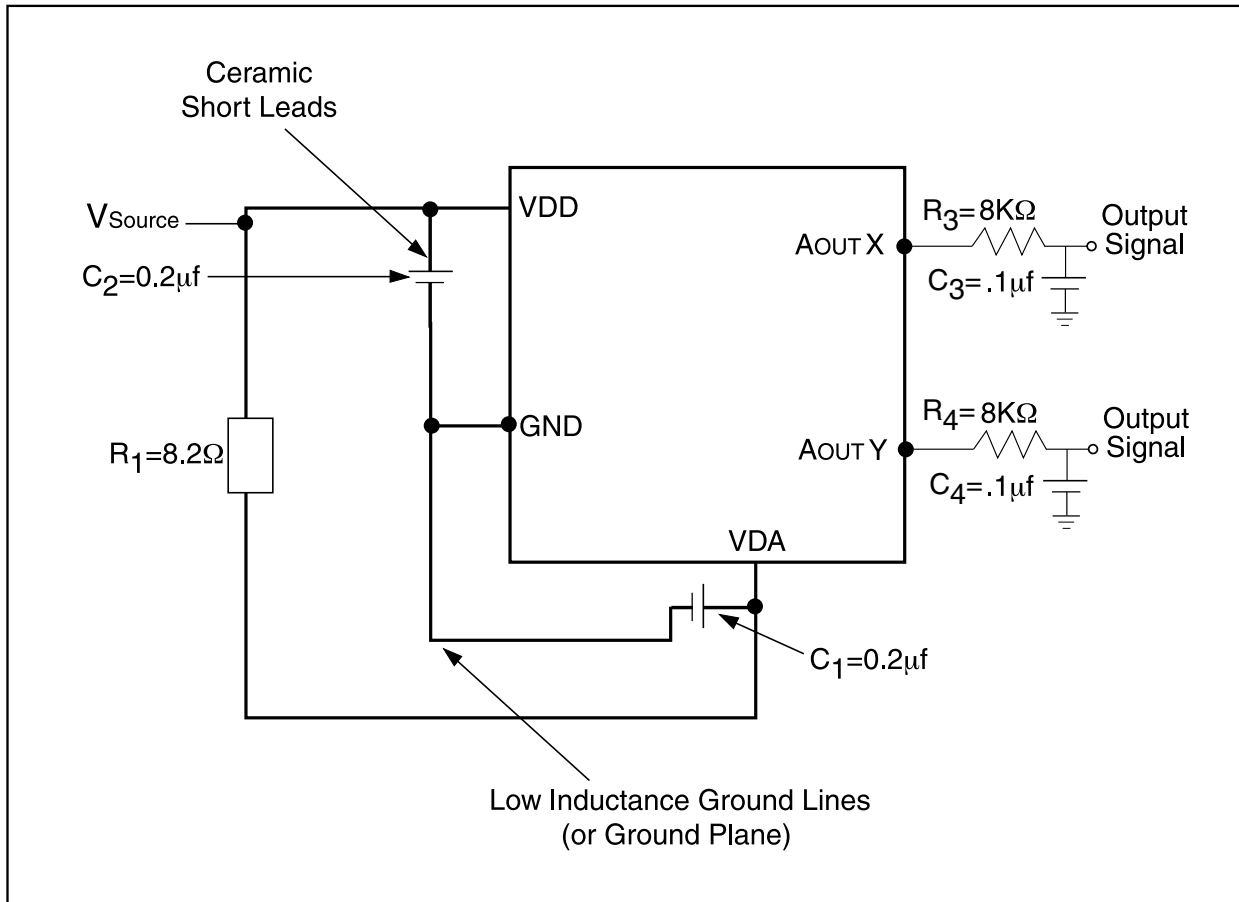 Ceramic
Short Leads
VSource
VDD
C2=0.2μf
AOUT X
R3=8KΩ
Output
Signal
C3=.1μf
GND
R1=8.2Ω
AOUT Y
R4=8KΩ
Output
Signal
C4=.1μf
VDA
C1=0.2μf
Low Inductance Ground Lines
(or Ground Plane)